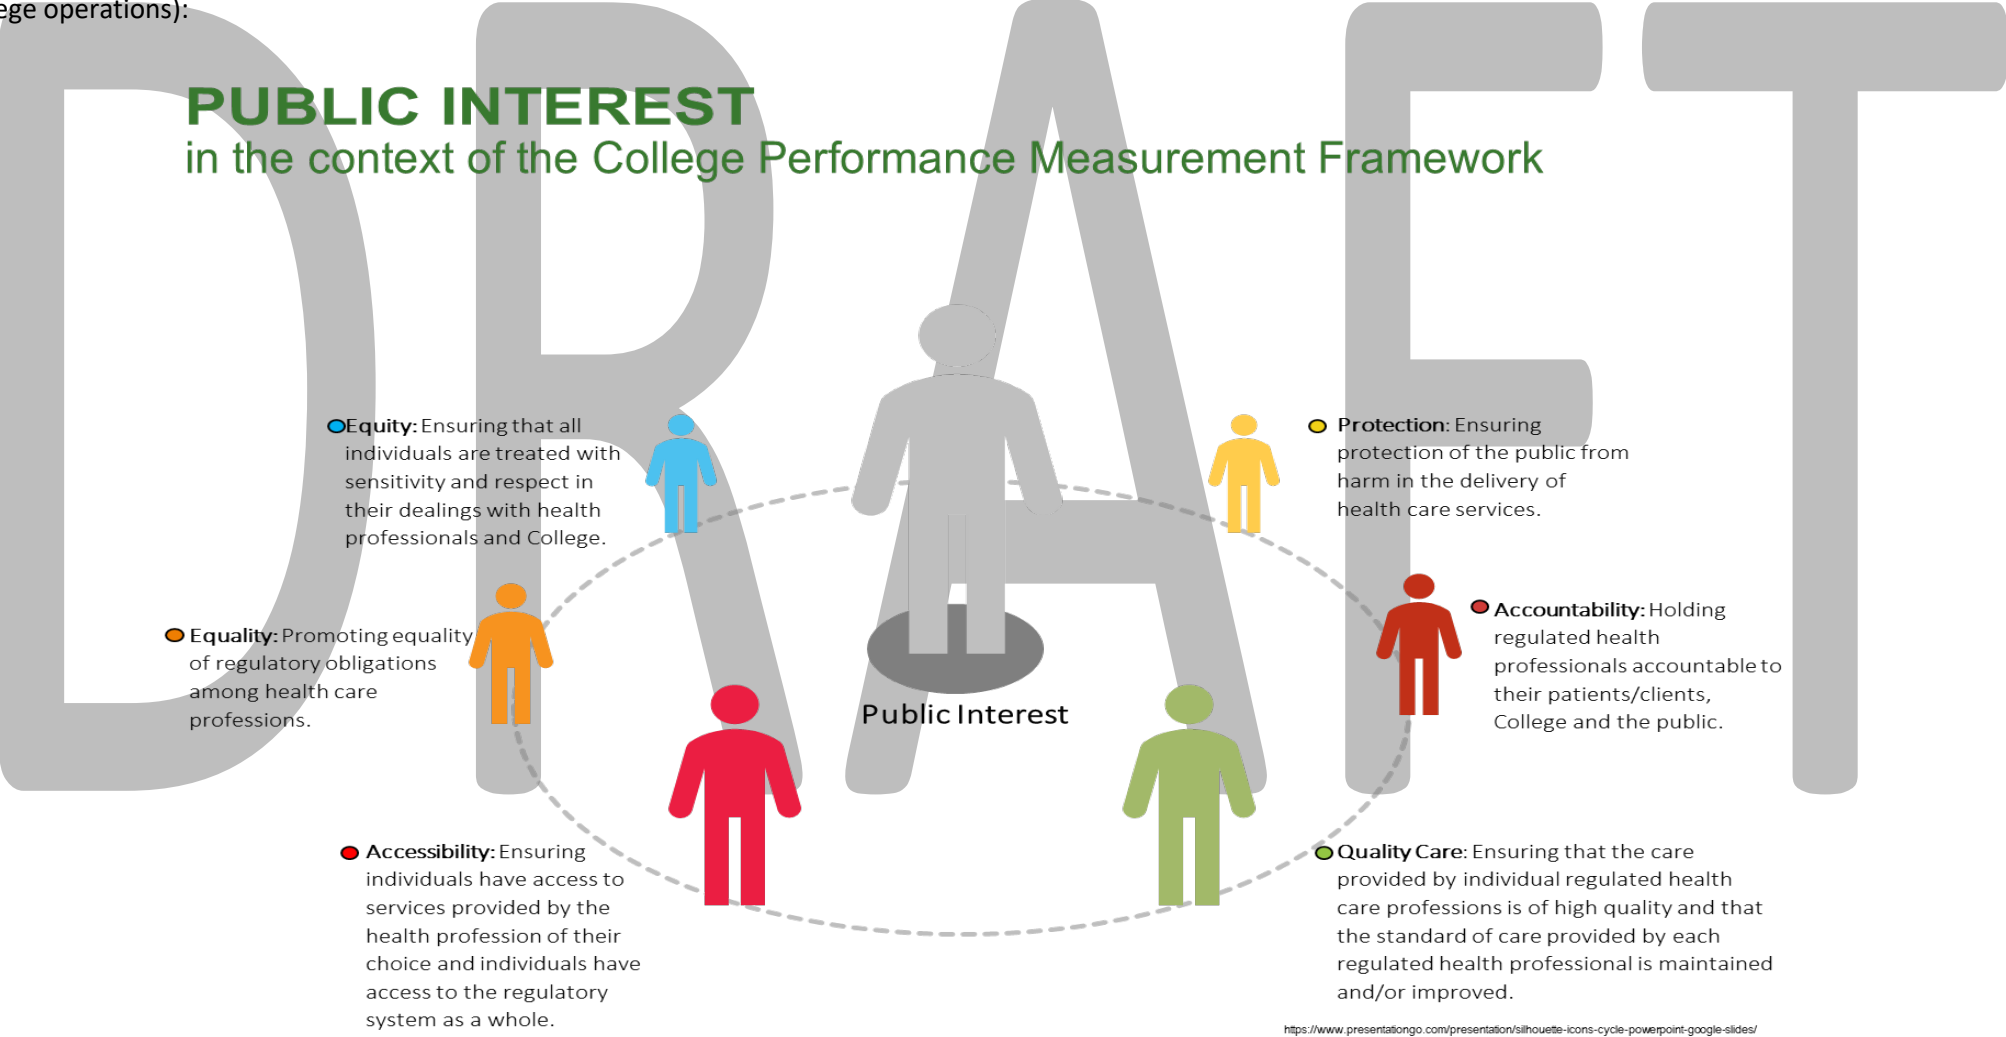 ege operations):
DRAFT
PUBLIC INTEREST
in the context of the College Performance Measurement Framework
Equity: Ensuring that all
individuals are treated with
sensitivity and respect in
their dealings with health
professionals and College.
Protection: Ensuring
protection of the public from
harm in the delivery of
health care services.
Equality: Promoting equality
of regulatory obligations
among health care
professions.
Accountability: Holding
regulated health
professionals accountable to
their patients/clients,
College and the public.
Public Interest
Accessibility: Ensuring
individuals have access to
services provided by the
health profession of their
choice and individuals have
access to the regulatory
system as a whole.
Quality Care: Ensuring that the care
provided by individual regulated health
care professions is of high quality and that
the standard of care provided by each
regulated health professional is maintained
and/or improved.
https://www.presentationgo.com/presentation/silhouette-icons-cycle-powerpoint-google-slides/